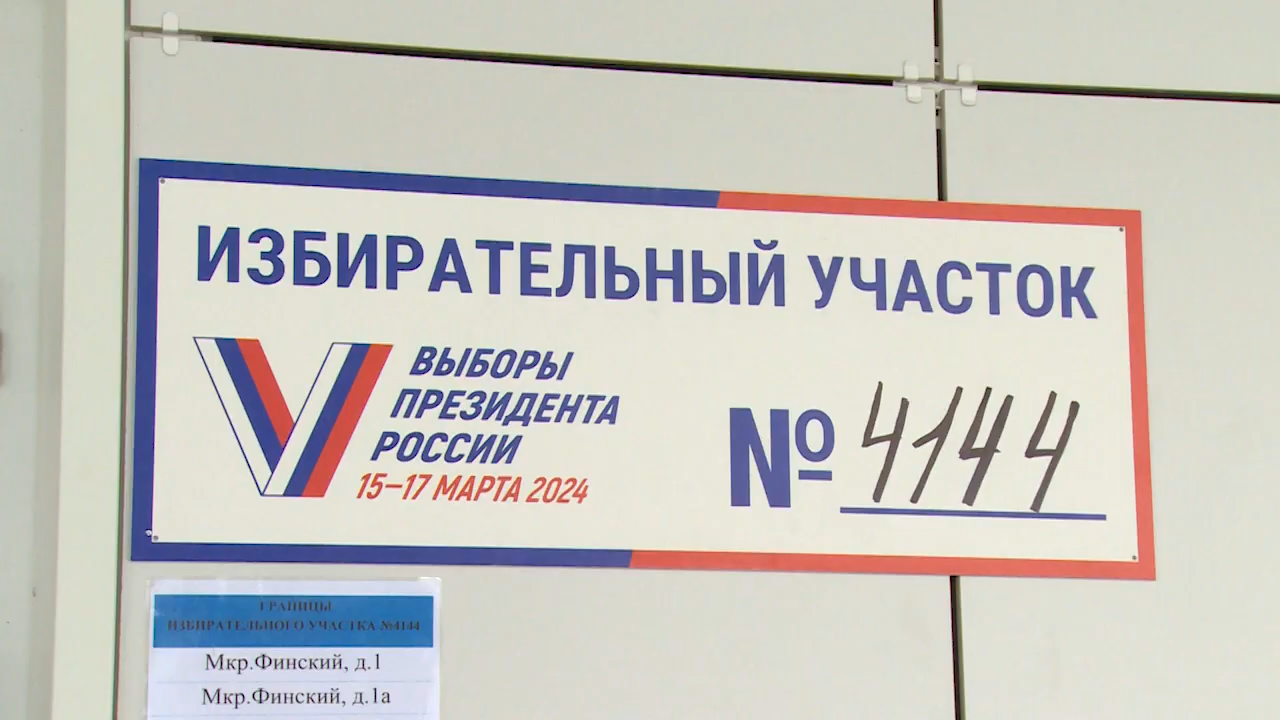 ИЗБИРАТЕЛЬНЫЙ УЧАСТОК
ВЫБОРЫ
ПРЕЗИДЕНТА
РОССИИ
15–17 МАРТА 2024
№ 4144
ГРАНИЦЫ
ИЗБИРАТЕЛЬНОГО УЧАСТКА №4144
Мкр.Финский, д.1
Мкр.Финский, д.1а